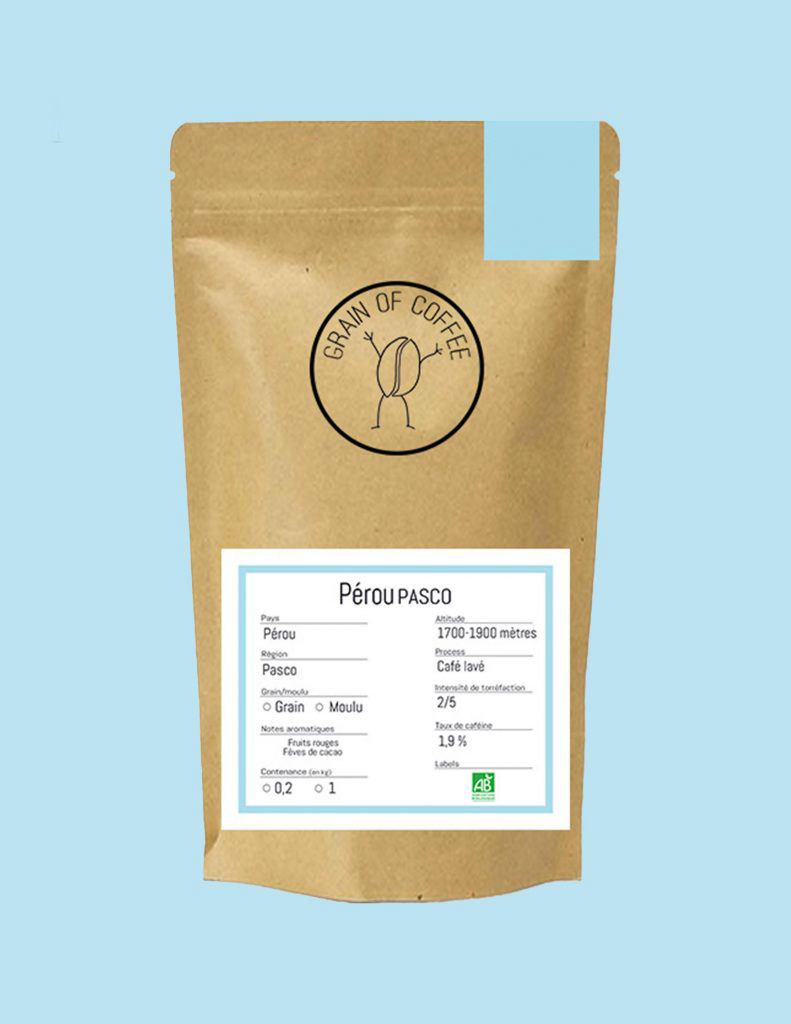 GRAIN OF COFFEE
Pérou PASCO
Pays
Pérou
Région
Pasco
Grain/moulu
Grain Moulu
Notes aromatiques
Fruits rouges
Fèves de cacao
Contenance (en kg)
0,2 1
Altitude
1700-1900 mètres
Process
Café lavé
Intensité de torréfaction
2/5
Taux de caféine
1,9 %
Labels
AB
AGRICULTURE
BIOLOGIQUE